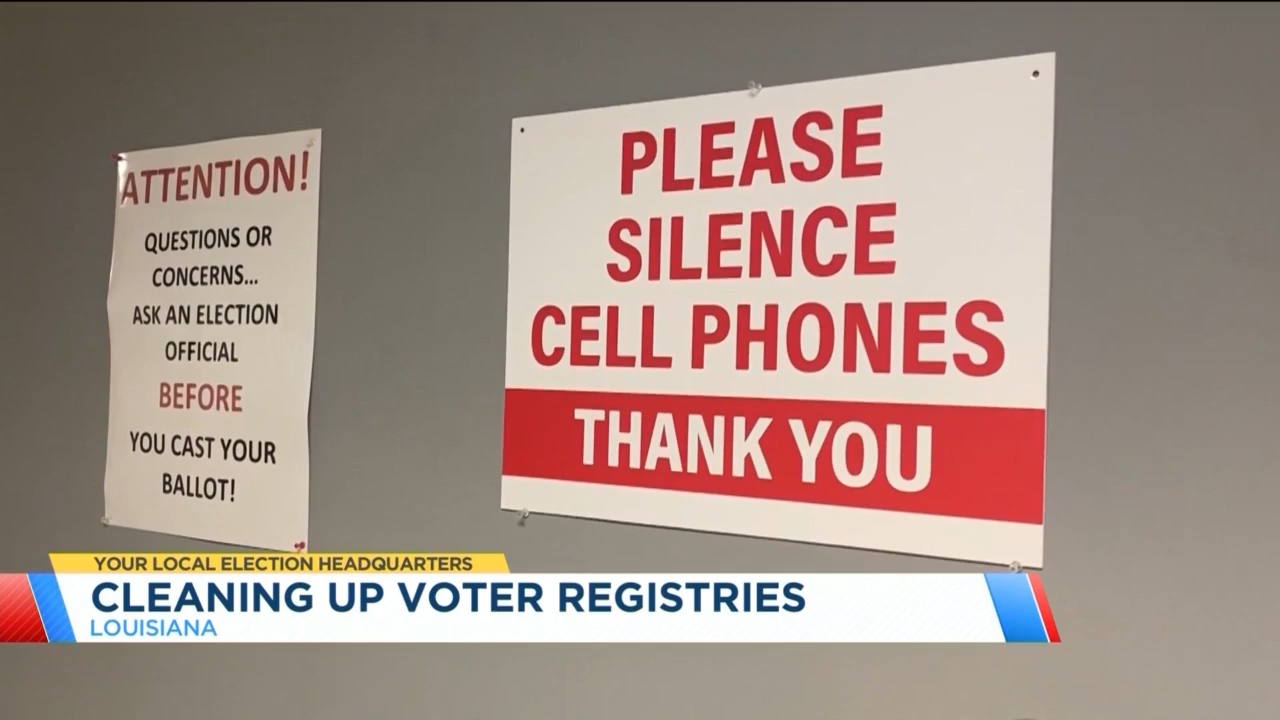 ATTENTION!
QUESTIONS OR
CONCERNS...
ASK AN ELECTION
OFFICIAL
BEFORE
YOU CAST YOUR
BALLOT!
PLEASE
SILENCE
CELL PHONES
THANK YOU
YOUR LOCAL ELECTION HEADQUARTERS
CLEANING UP VOTER REGISTRIES
LOUISIANA